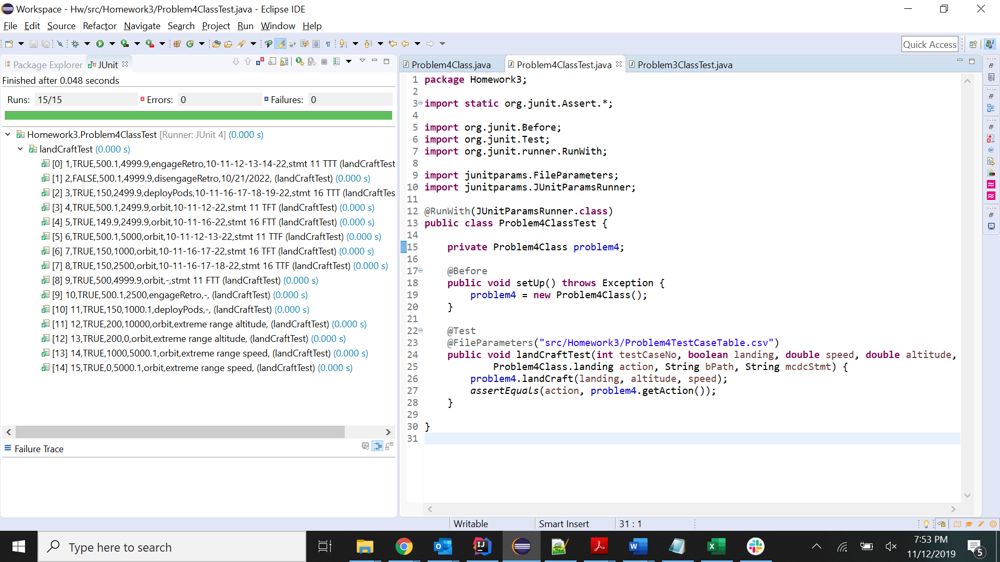 Workspace - Hw/src/Homework3/Problem4ClassTest.java - Eclipse IDE
File Edit Source Refactor Navigate Search Project Run Window Help
Quick Access
Package Explorer JUnit
Finished after 0.048 seconds
Runs: 15/15 Errors: 0 Failures: 0
Homework3.Problem4ClassTest [Runner: JUnit 4] (0.000 s)
landCraftTest (0.000 s)
[0] 1,TRUE,500.1,4999.9,engageRetro,10-11-12-13-14-22,stmt 11 TTT (landCraftTest
[1] 2,FALSE,500.1,4999.9,disengageRetro,10/21/2022, (landCraftTest) (0.000 s)
[2] 3,TRUE,150,2499.9,deployPods,10-11-16-17-18-19-22,stmt 16 TTT (landCraftTes
[3] 4,TRUE,500.1,2499.9,orbit,10-11-12-22,stmt 11 TFT (landCraftTest) (0.000 s)
[4] 5,TRUE,149.9,2499.9,orbit,10-11-16-22,stmt 16 FTT (landCraftTest) (0.000 s)
[5] 6,TRUE,500.1,5000,orbit,10-11-12-13-22,stmt 11 TTF (landCraftTest) (0.000 s)
[6] 7,TRUE,150,1000,orbit,10-11-16-17-22,stmt 16 TFT (landCraftTest) (0.000 s)
[7] 8,TRUE,150,2500,orbit,10-11-16-17-18-22,stmt 16 TTF (landCraftTest) (0.000 s)
[8] 9,TRUE,500,4999.9,orbit,-,stmt 11 FTT (landCraftTest) (0.000 s)
[9] 10,TRUE,500.1,2500,engageRetro,-, (landCraftTest) (0.000 s)
[10] 11,TRUE,150,1000.1,deployPods,-, (landCraftTest) (0.000 s)
[11] 12,TRUE,200,10000,orbit,extreme range altitude, (landCraftTest) (0.000 s)
[12] 13,TRUE,200,0,orbit,extreme range altitude, (landCraftTest) (0.000 s)
[13] 14,TRUE,1000,5000.1,orbit,extreme range speed, (landCraftTest) (0.000 s)
[14] 15,TRUE,0,5000.1,orbit,extreme range speed, (landCraftTest) (0.000 s)
Failure Trace
Problem4Class.java Problem4ClassTest.java Problem3ClassTest.java
1 package Homework3;
2
3 import static org.junit.Assert.*;
4
5 import org.junit.Before;
6 import org.junit.Test;
7 import org.junit.runner.RunWith;
8
9 import junitparams.FileParameters;
10 import junitparams.JUnitParamsRunner;
11
12 @RunWith(JUnitParamsRunner.class)
13 public class Problem4ClassTest {
14
15 private Problem4Class problem4;
16
17 @Before
18 public void setUp() throws Exception {
19 problem4 = new Problem4Class();
20 }
21
22 @Test
23 @FileParameters("src/Homework3/Problem4TestCaseTable.csv")
24 public void landCraftTest(int testCaseNo, boolean landing, double speed, double altitude,
25 Problem4Class.landing action, String bPath, String mcdcStmt) {
26 problem4.landCraft(landing, altitude, speed);
27 assertEquals(action, problem4.getAction());
28 }
29
30 }
31
Writable Smart Insert 31 : 1
Type here to search
7:53 PM
11/12/2019
5